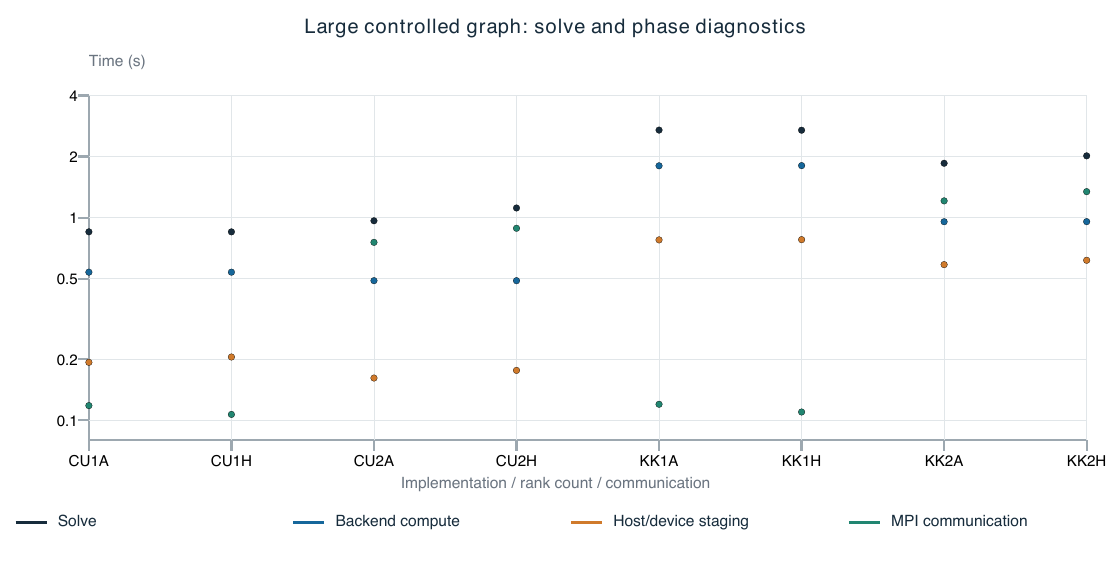 Large controlled graph: solve and phase diagnostics
Time (s)
4
2
1
0.5
0.2
0.1
CU1A CU1H CU2A CU2H KK1A KK1H KK2A KK2H
Implementation / rank count / communication
Solve Backend compute Host/device staging MPI communication